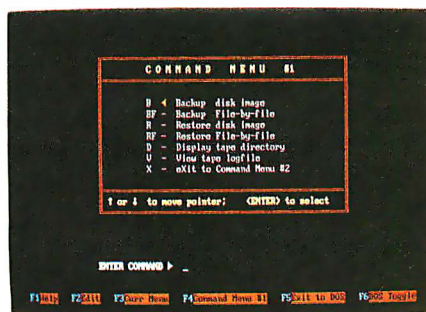 COMMAND MENU #1
B ◄ Backup disk image
BF - Backup File-by-file
R - Restore disk image
RF - Restore File-by-file
D - Display tape directory
V - View tape logfile
X - eXit to Command Menu #2
↑ or ↓ to move pointer; <ENTER> to select
ENTER COMMAND ► _
F1Help F2Edit F3Curr Menu F4Command Menu #1 F5Exit to DOS F6DOS Toggle